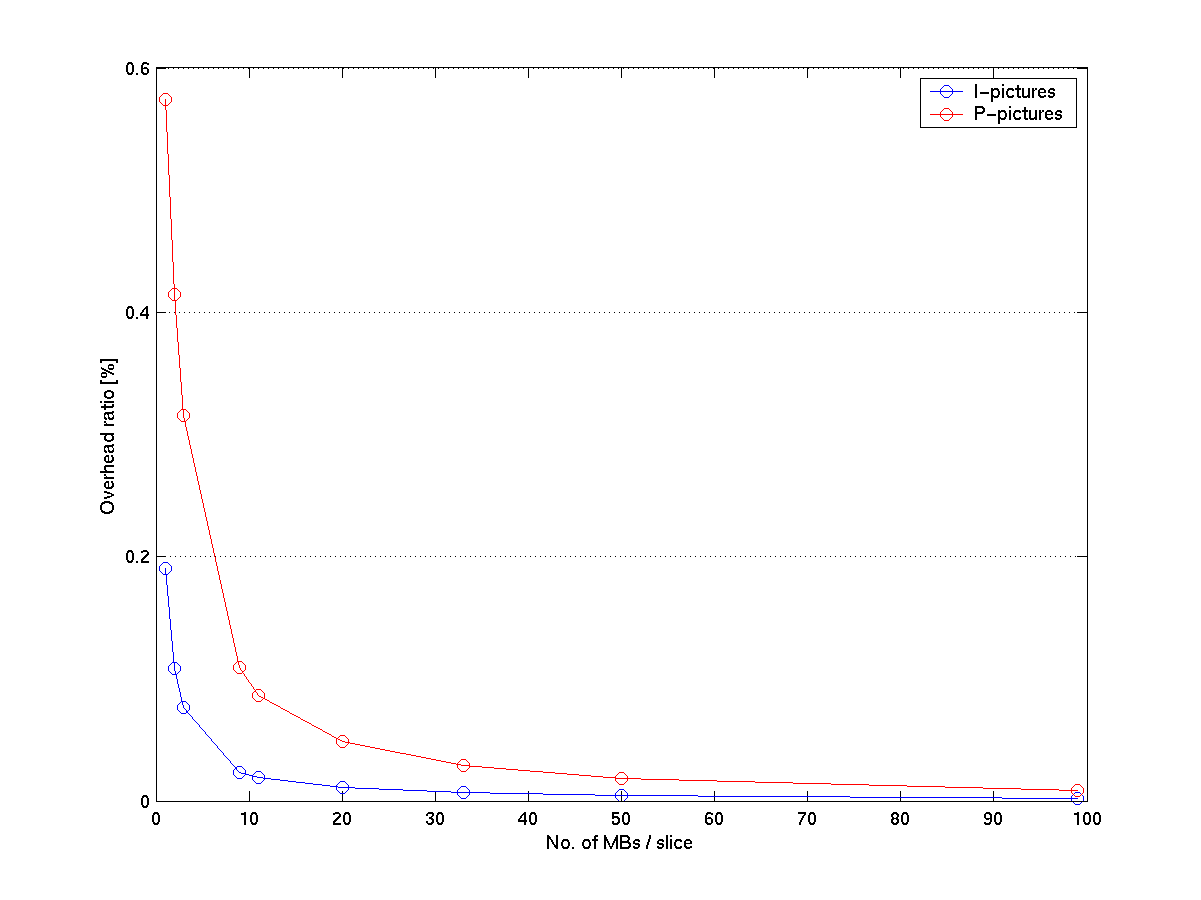 0.6
0.4
0.2
0
Overhead ratio [%]
I-pictures
P-pictures
0 10 20 30 40 50 60 70 80 90 100
No. of MBs / slice